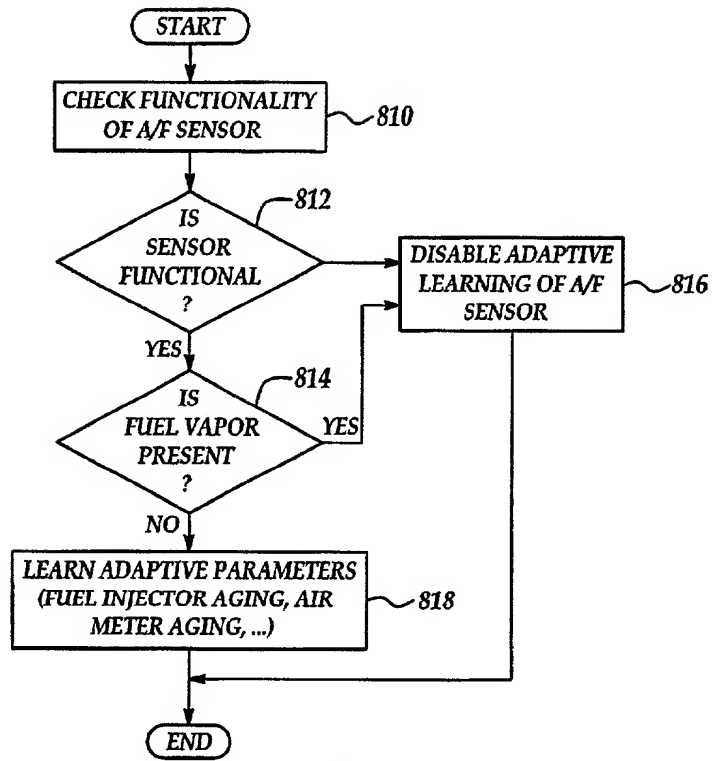 START
CHECK FUNCTIONALITY
OF A/F SENSOR
810
IS
SENSOR
FUNCTIONAL
?
812
DISABLE ADAPTIVE
LEARNING OF A/F
SENSOR
816
YES
IS
FUEL VAPOR
PRESENT
?
814
YES
NO
LEARN ADAPTIVE PARAMETERS
(FUEL INJECTOR AGING, AIR
METER AGING, ...)
818
END